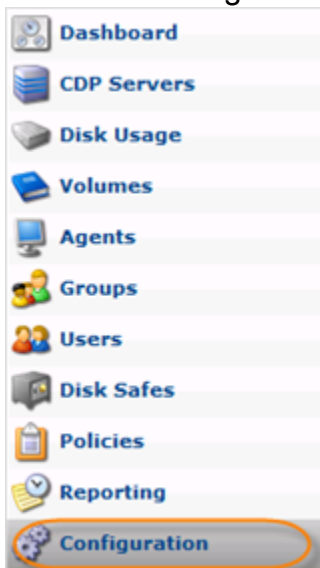 Dashboard
CDP Servers
Disk Usage
Volumes
Agents
Groups
Users
Disk Safes
Policies
Reporting
Configuration